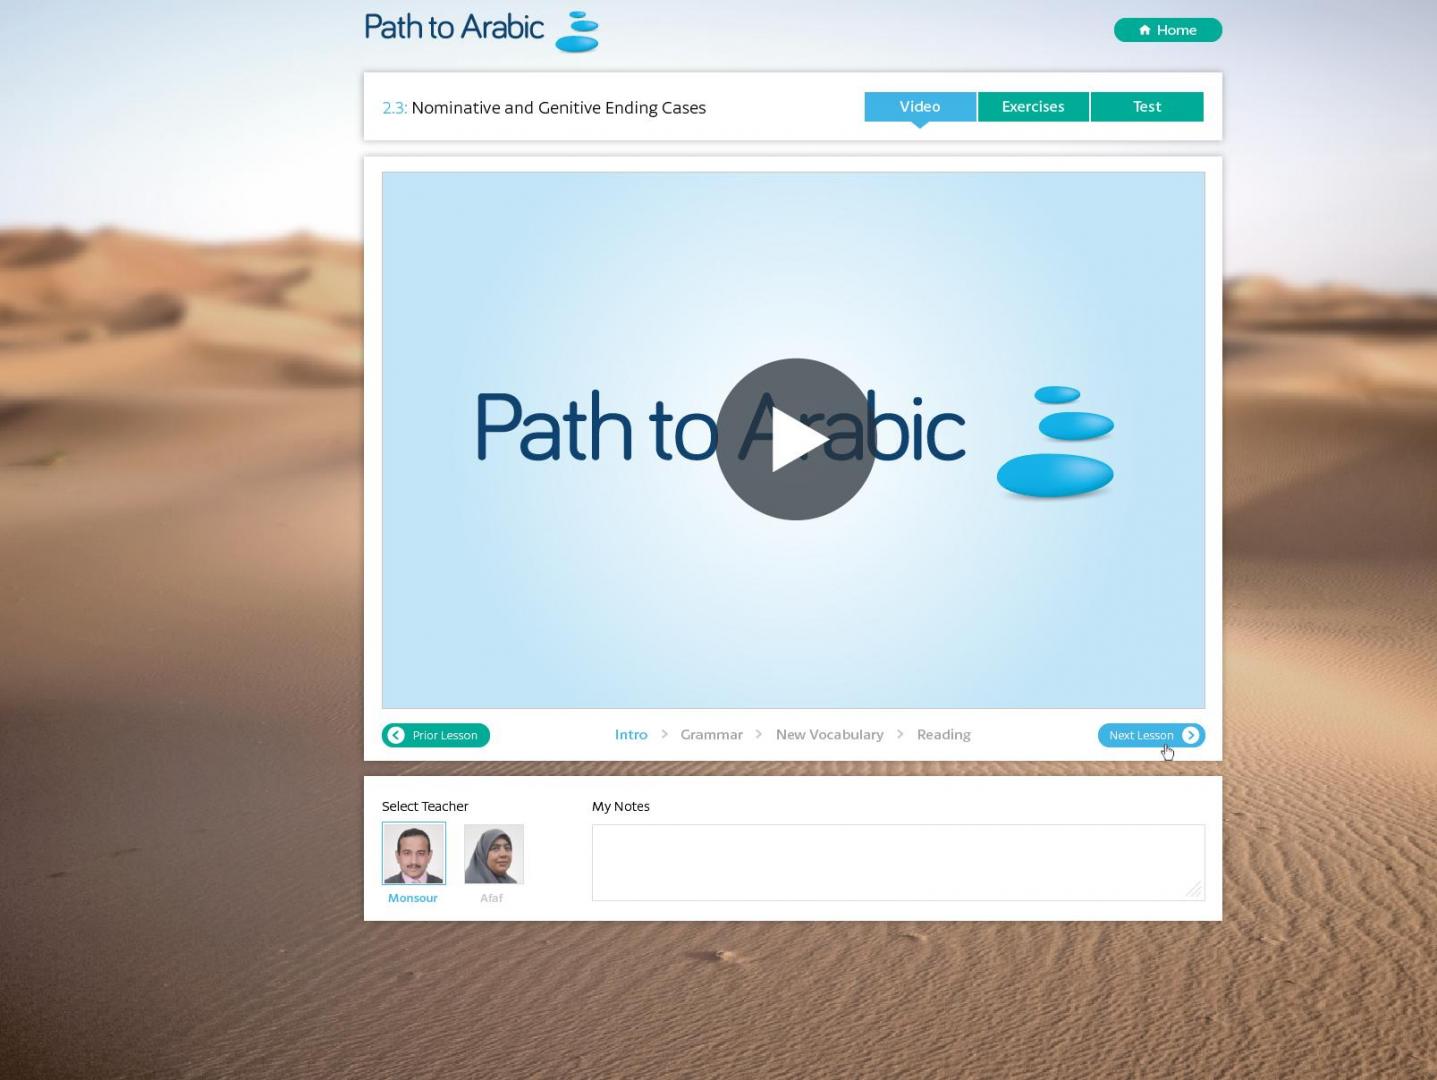 Path to Arabic
Home
2.3: Nominative and Genitive Ending Cases
Video
Exercises
Test
Path to Arabic
Prior Lesson
Intro > Grammar > New Vocabulary > Reading
Next Lesson
Select Teacher
My Notes
Monsour
Afaf